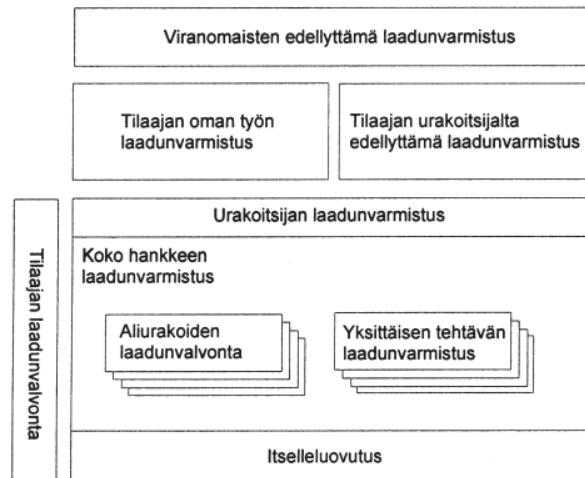 Viranomaisten edellyttämä laadunvarmistus
Tilaajan oman työn
laadunvarmistus
Tilaajan urakoitsijalta
edellyttämä laadunvarmistus
Tilaajan laadunvalvonta
Urakoitsijan laadunvarmistus
Koko hankkeen
laadunvarmistus
Aliurakoiden
laadunvalvonta
Yksittäisen tehtävän
laadunvarmistus
Itselleluovutus